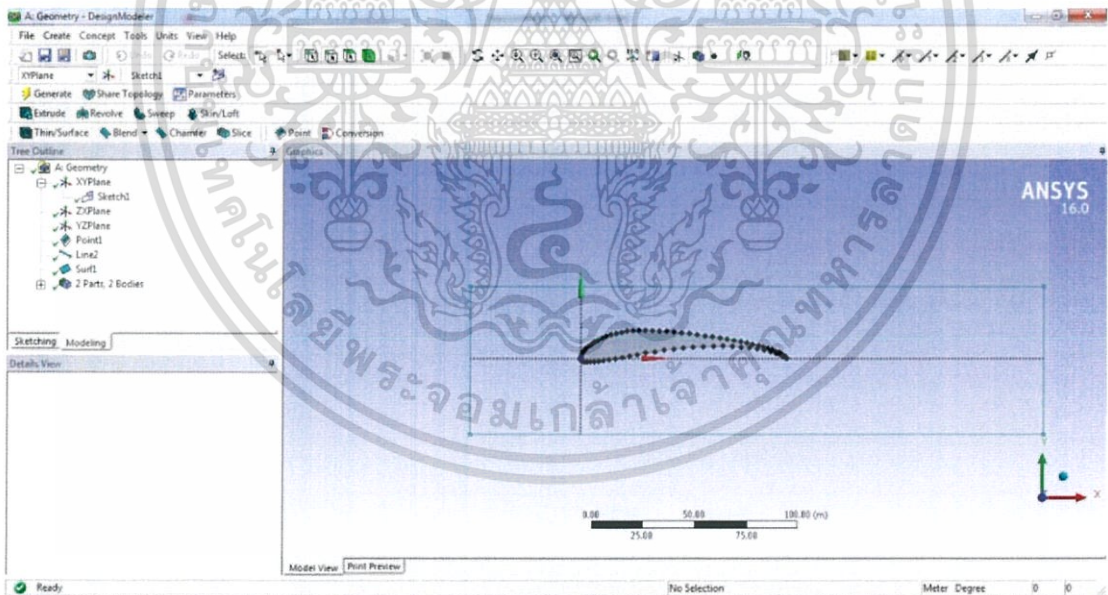 A: Geometry - DesignModeler
File Create Concept Tools Units View Help
Undo Redo Select:
XYPlane Sketch1
Generate Share Topology Parameters
Extrude Revolve Sweep Skin/Loft
Thin/Surface Blend Chamfer Slice Point Conversion
Tree Outline
Graphics
A: Geometry
XYPlane
Sketch1
ZXPlane
YZPlane
Point1
Line2
Surf1
2 Parts, 2 Bodies
Sketching Modeling
Details View
ANSYS
16.0
0.00 50.00 100.00 (m)
25.00 75.00
Y
X
Model View Print Preview
Ready
No Selection
Meter Degree 0 0